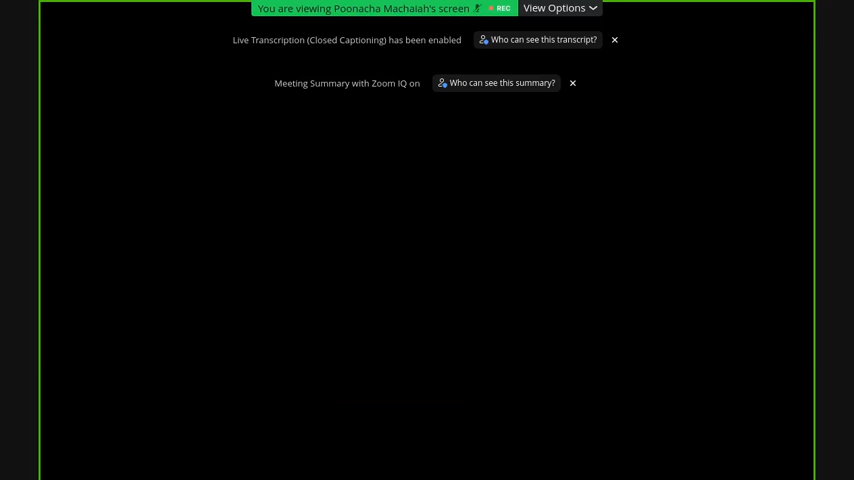 You are viewing Poonacha Machaiah's screen REC View Options
Live Transcription (Closed Captioning) has been enabled Who can see this transcript?
Meeting Summary with Zoom IQ on Who can see this summary?